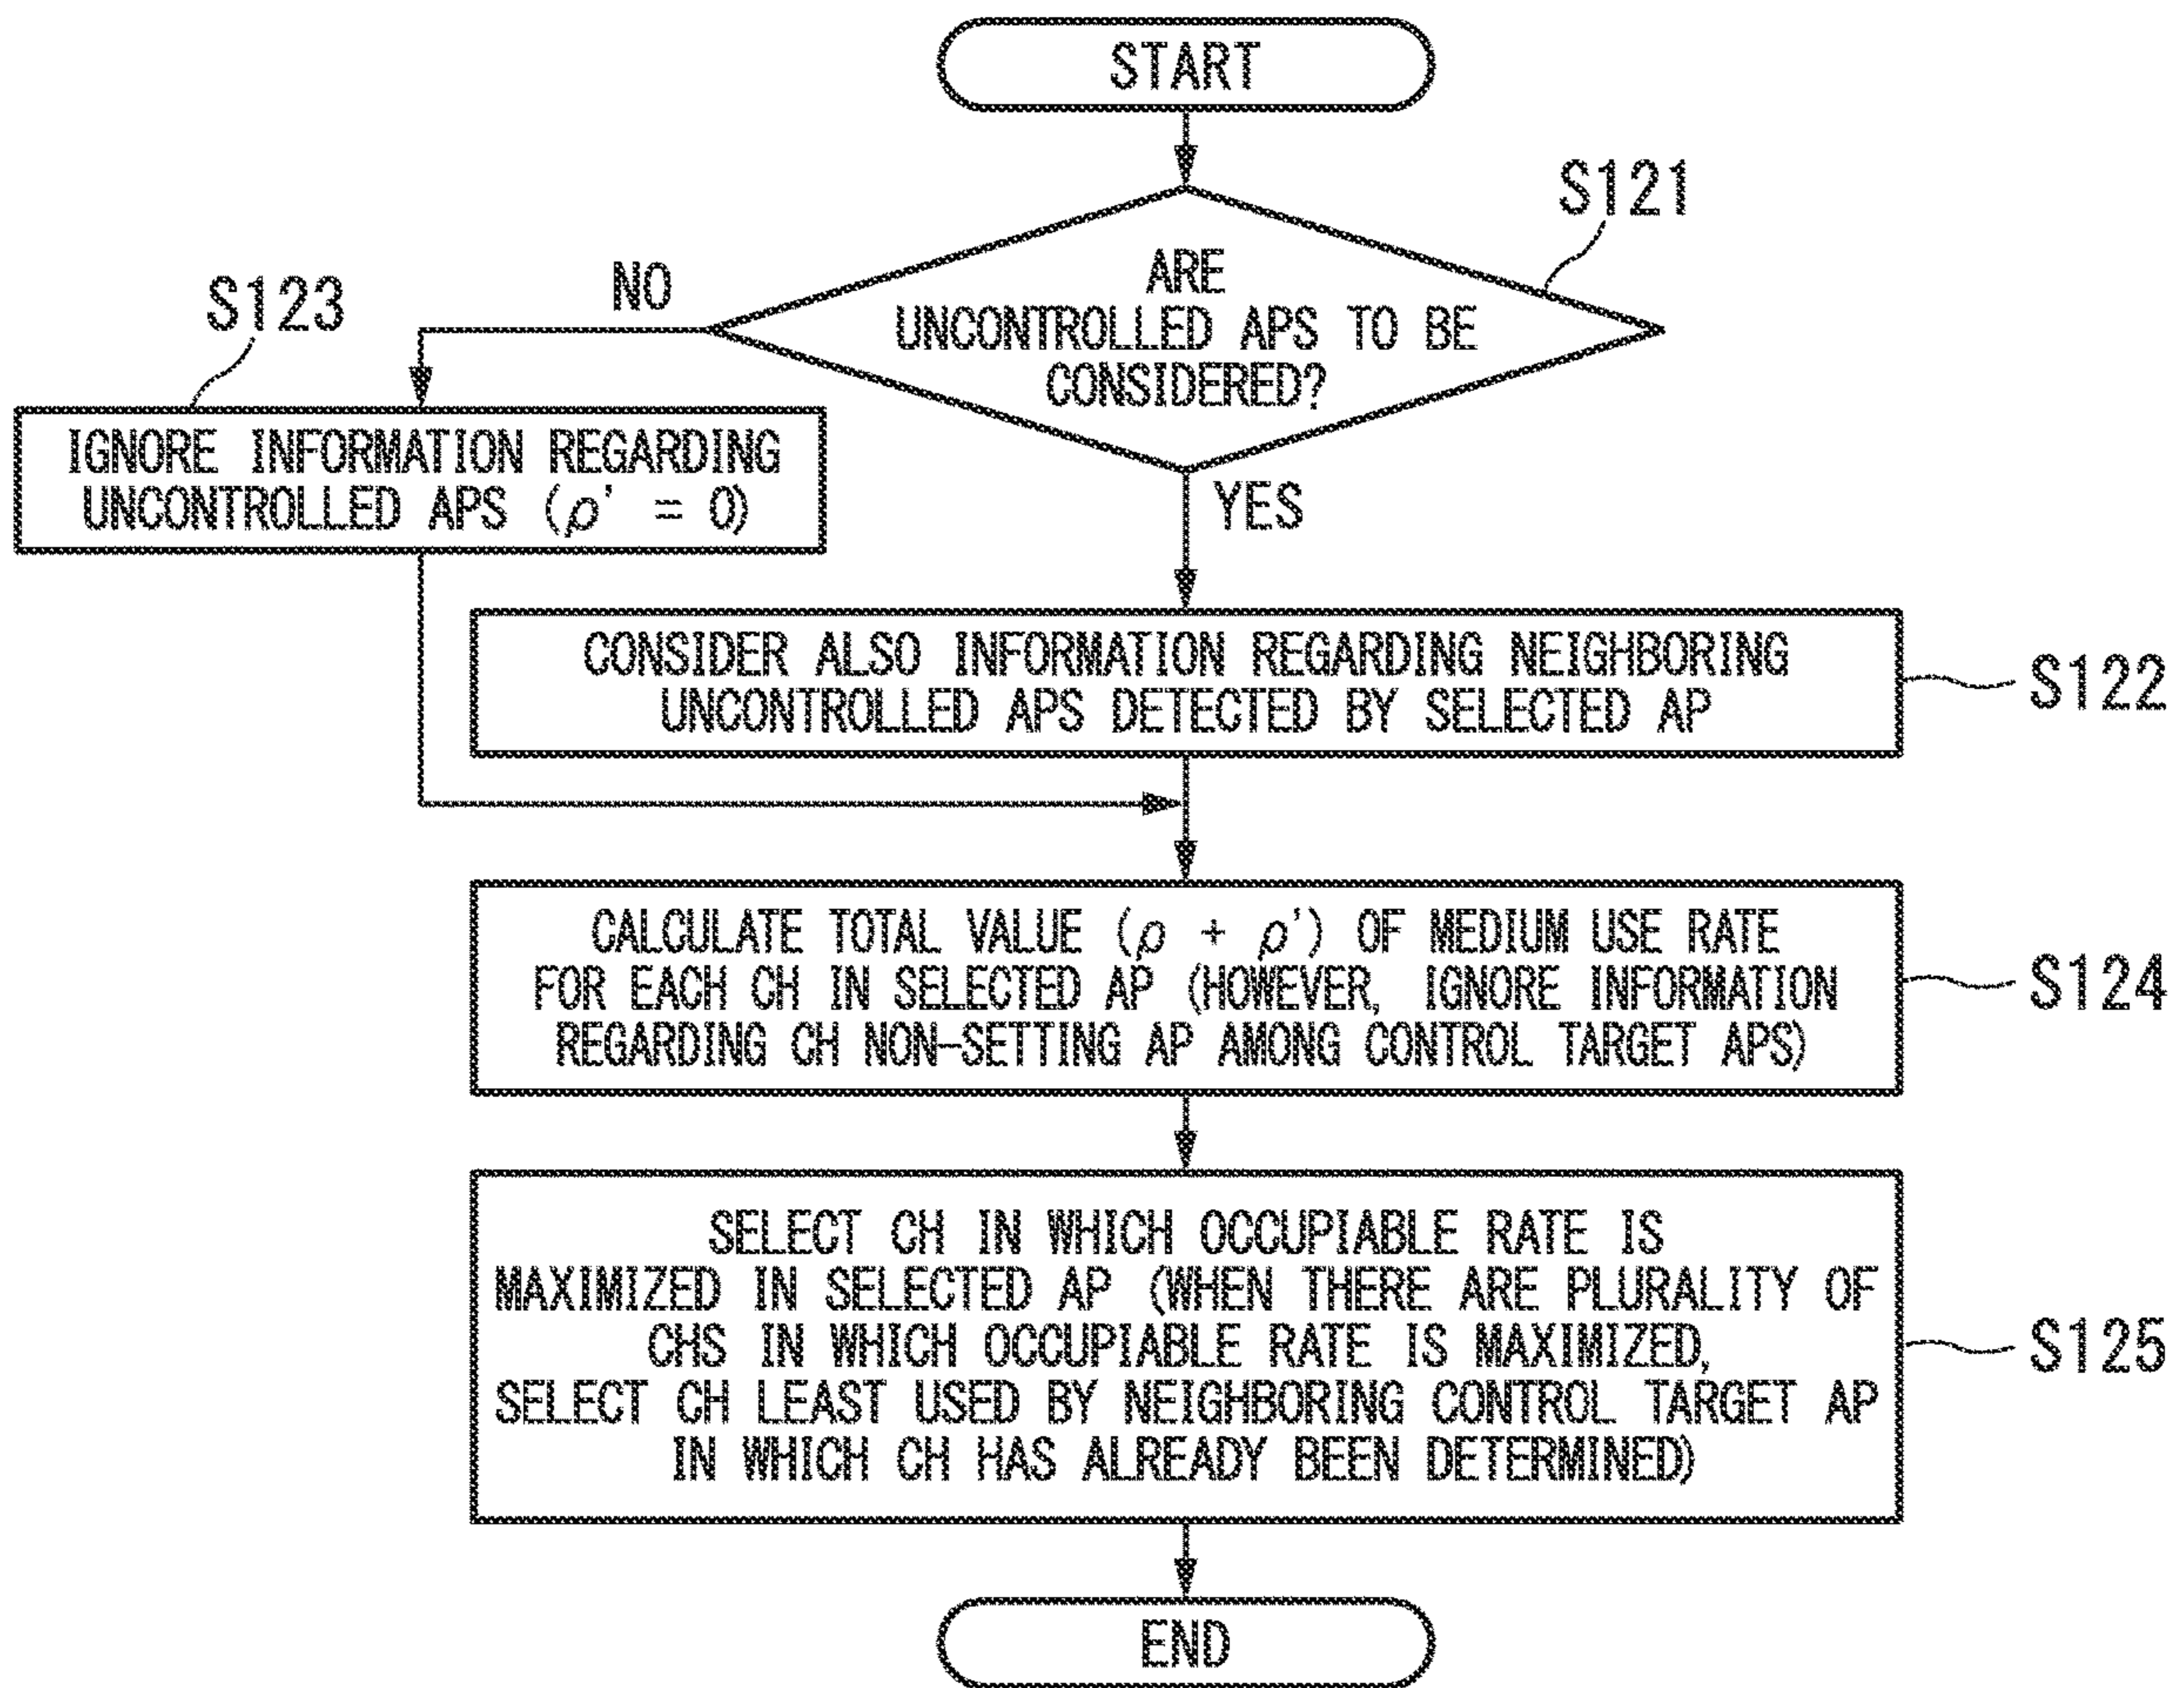 START
S121
ARE
UNCONTROLLED APS TO BE
CONSIDERED?
NO
S123
IGNORE INFORMATION REGARDING
UNCONTROLLED APS (ρ' = 0)
YES
CONSIDER ALSO INFORMATION REGARDING NEIGHBORING
UNCONTROLLED APS DETECTED BY SELECTED AP
S122
CALCULATE TOTAL VALUE (ρ + ρ') OF MEDIUM USE RATE
FOR EACH CH IN SELECTED AP (HOWEVER, IGNORE INFORMATION
REGARDING CH NON-SETTING AP AMONG CONTROL TARGET APS)
S124
SELECT CH IN WHICH OCCUPIABLE RATE IS
MAXIMIZED IN SELECTED AP (WHEN THERE ARE PLURALITY OF
CHS IN WHICH OCCUPIABLE RATE IS MAXIMIZED,
SELECT CH LEAST USED BY NEIGHBORING CONTROL TARGET AP
IN WHICH CH HAS ALREADY BEEN DETERMINED)
S125
END